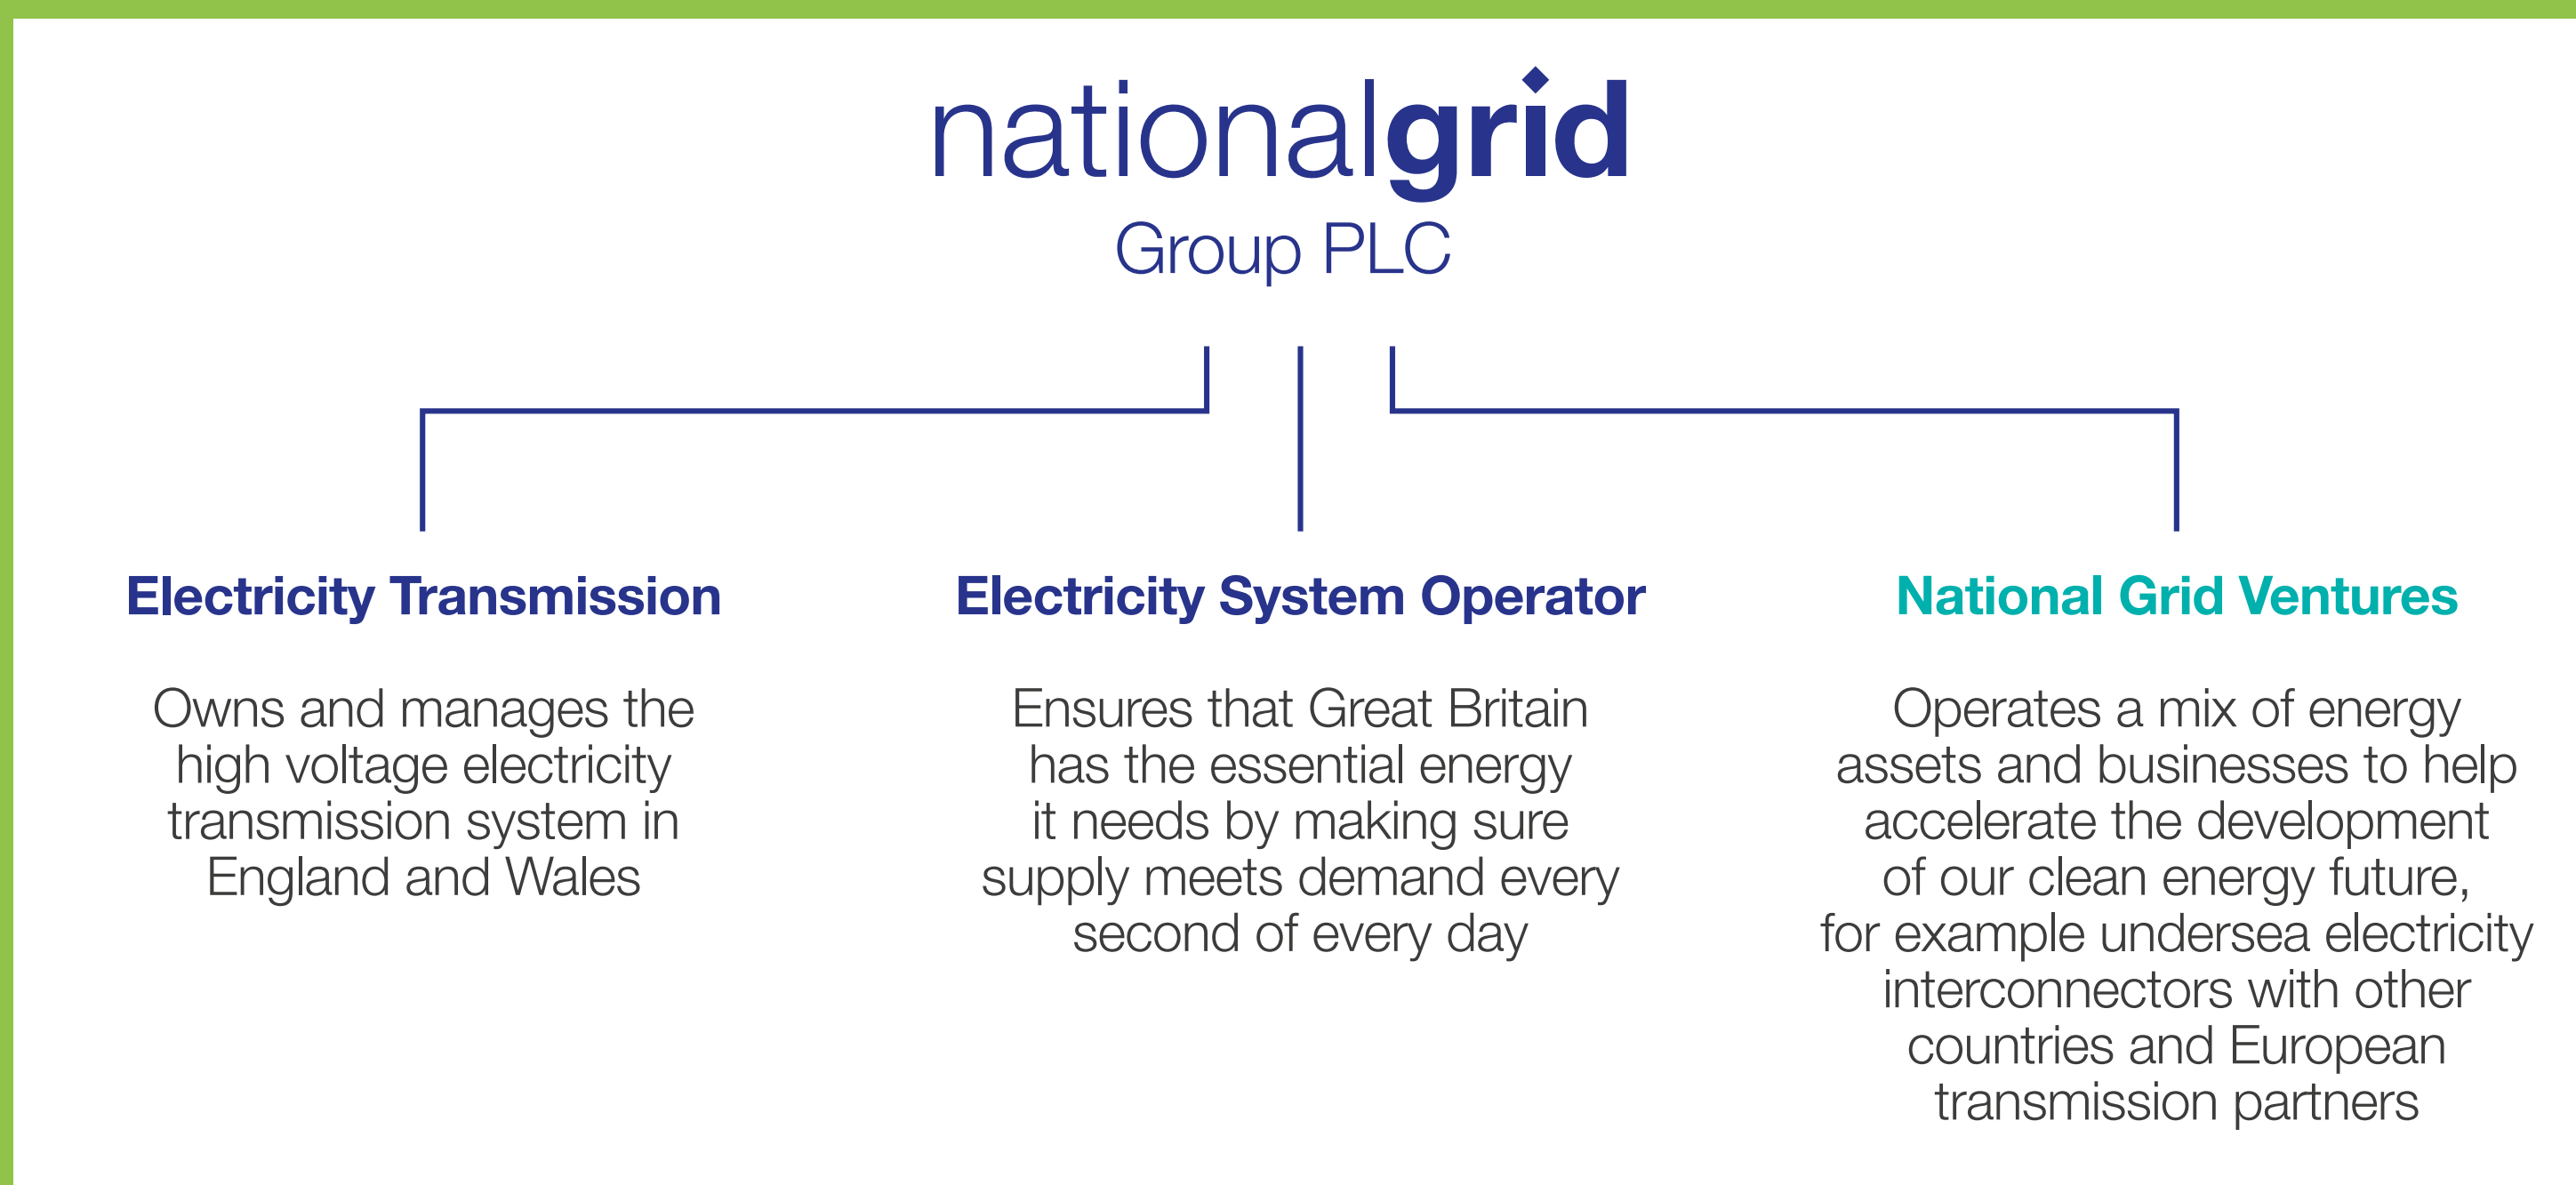 nationalgrid
Group PLC
Electricity Transmission
Owns and manages the
high voltage electricity
transmission system in
England and Wales
Electricity System Operator
Ensures that Great Britain
has the essential energy
it needs by making sure
supply meets demand every
second of every day
National Grid Ventures
Operates a mix of energy
assets and businesses to help
accelerate the development
of our clean energy future,
for example undersea electricity
interconnectors with other
countries and European
transmission partners